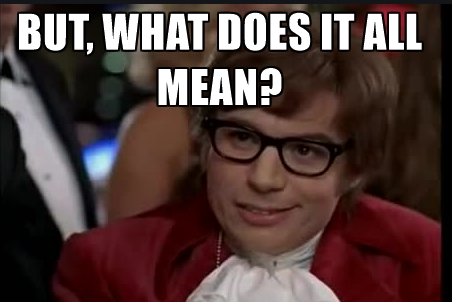 BUT, WHAT DOES IT ALL
MEAN?